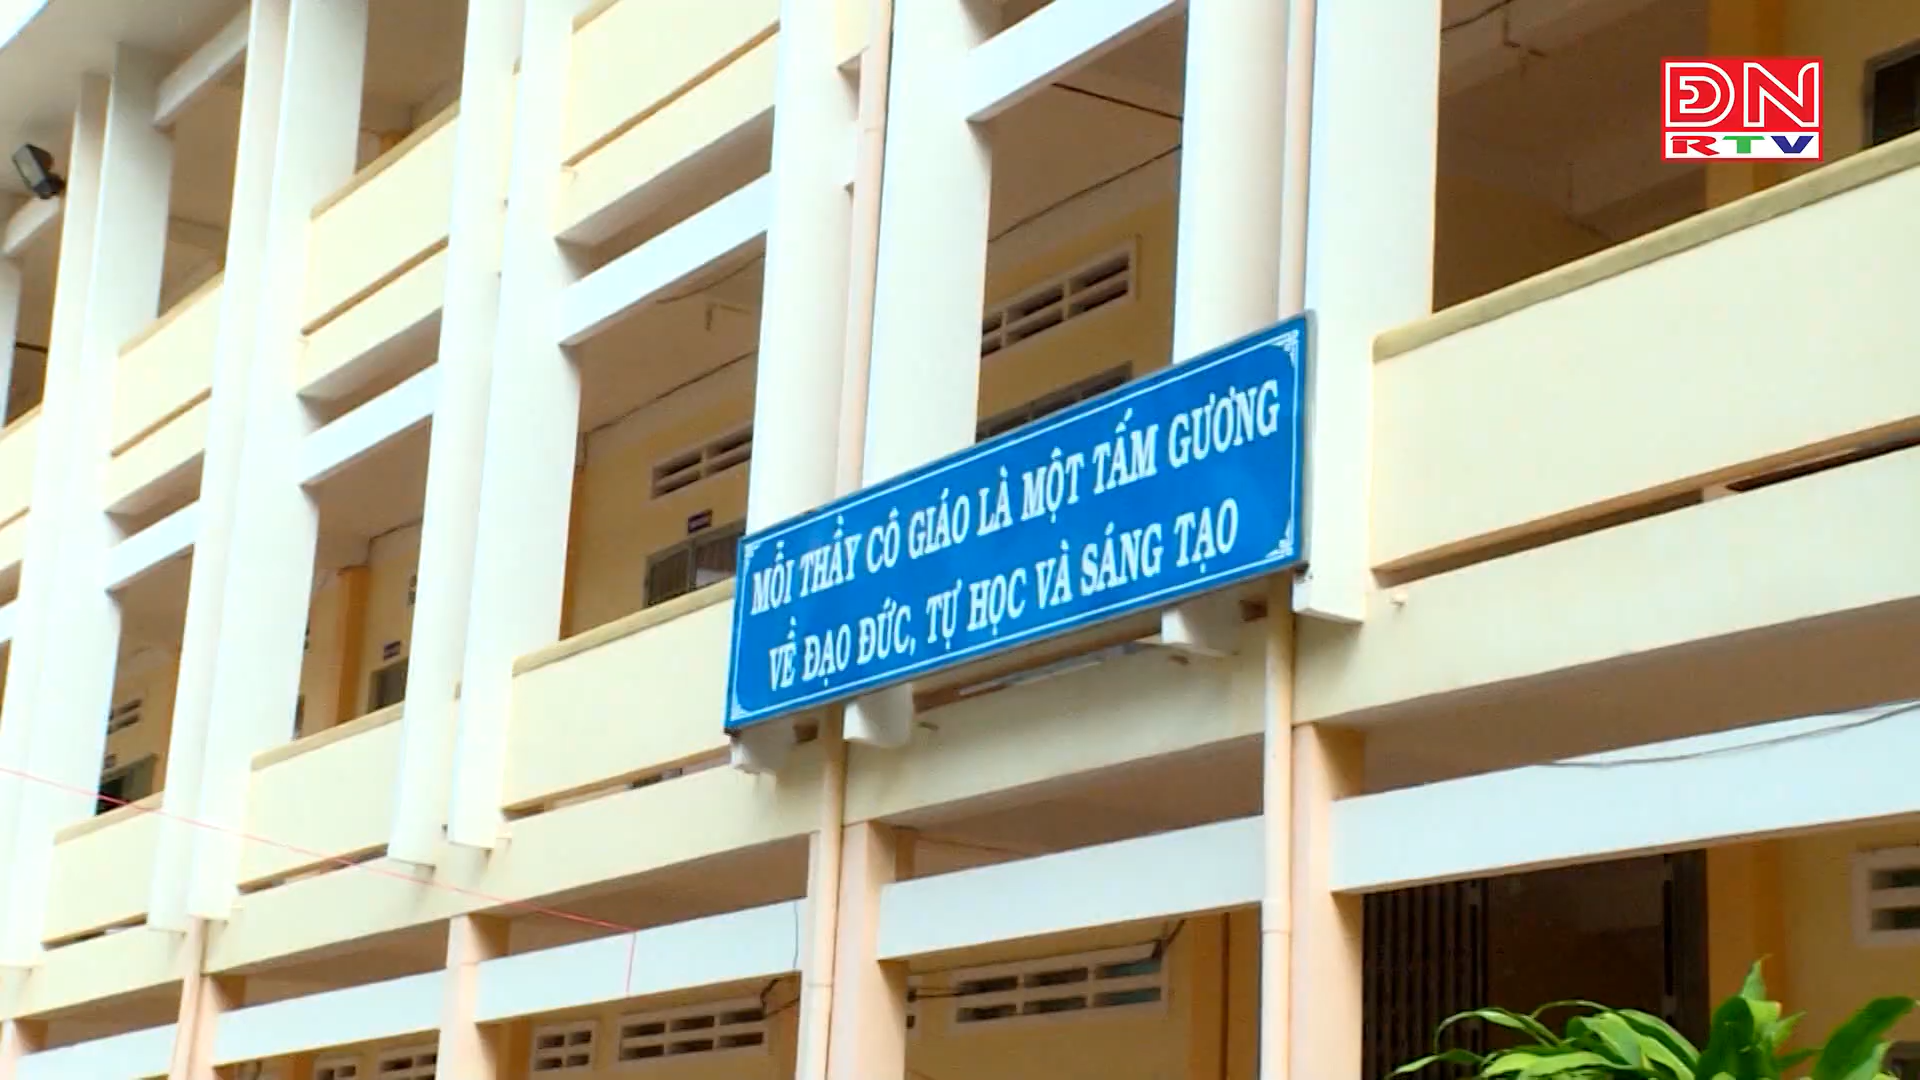 ĐN
RTV
MỖI THẦY CÔ GIÁO LÀ MỘT TẤM GƯƠNG
VỀ ĐẠO ĐỨC, TỰ HỌC VÀ SÁNG TẠO